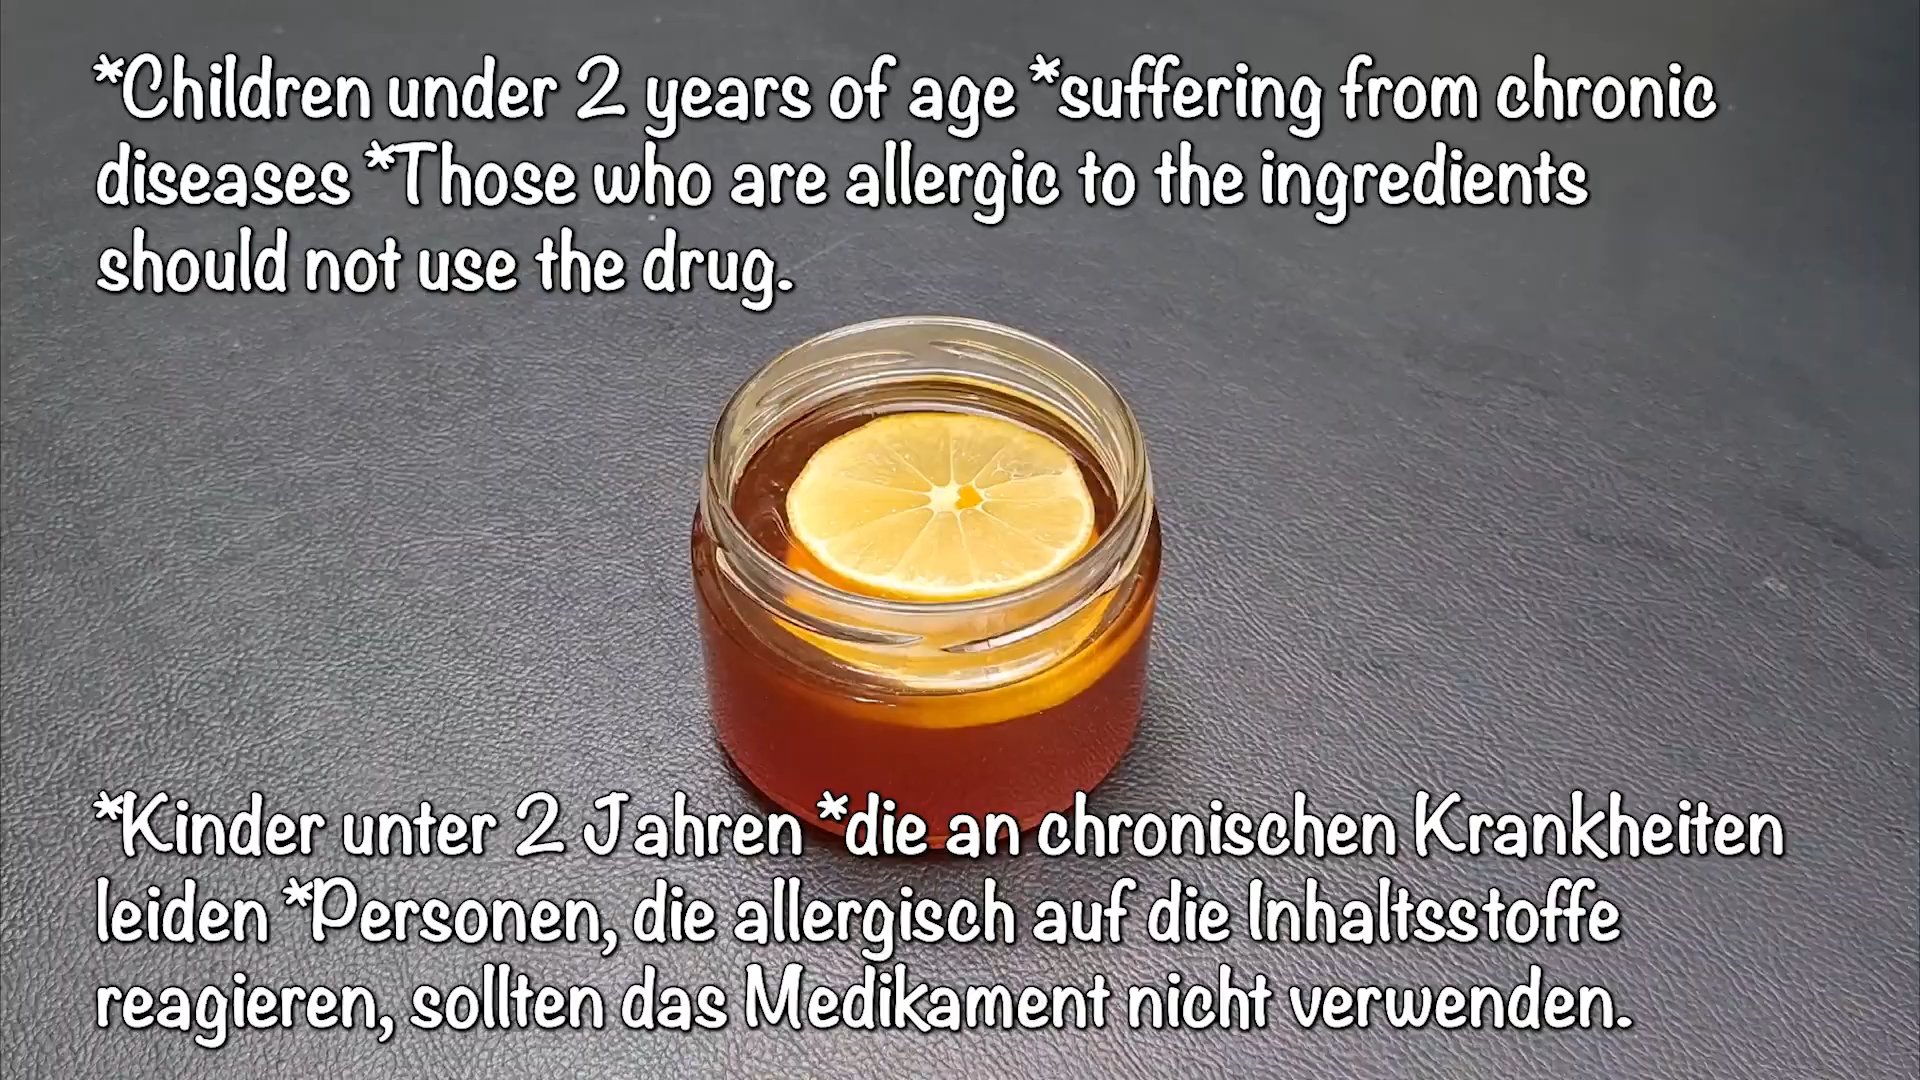 *Children under 2 years of age *suffering from chronic
diseases *Those who are allergic to the ingredients
should not use the drug.
*Kinder unter 2 Jahren *die an chronischen Krankheiten
leiden *Personen, die allergisch auf die Inhaltsstoffe
reagieren, sollten das Medikament nicht verwenden.